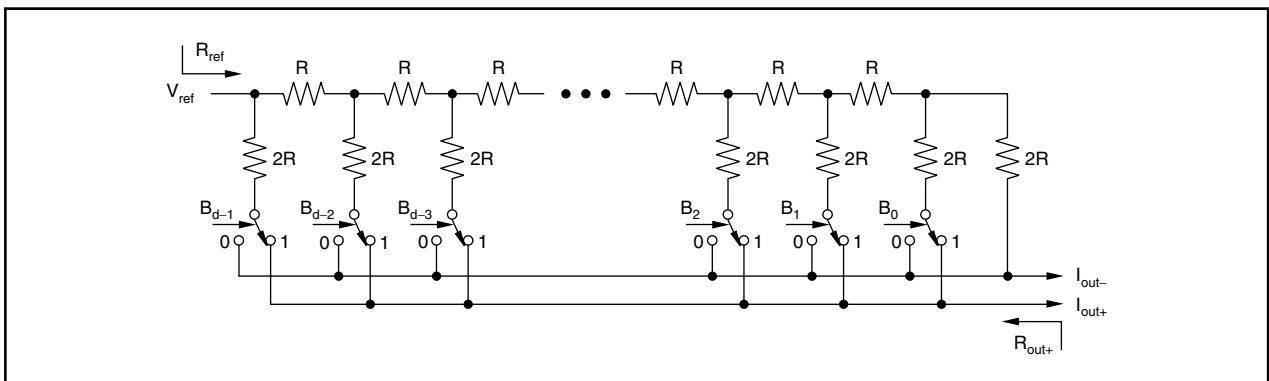 R_ref
R R R R R R
V_ref
2R 2R 2R 2R 2R 2R 2R
B_d–1 B_d–2 B_d–3 B_2 B_1 B_0
0 1 0 1 0 1 0 1 0 1 0 1
I_out–
I_out+
R_out+